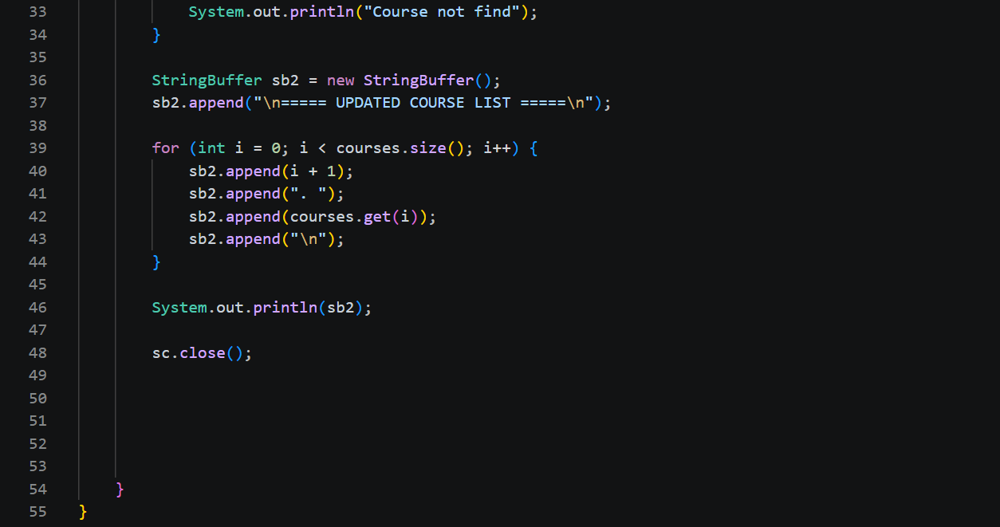 33 System.out.println("Course not find");
34 }
35
36 StringBuffer sb2 = new StringBuffer();
37 sb2.append("\n===== UPDATED COURSE LIST =====\n");
38
39 for (int i = 0; i < courses.size(); i++) {
40 sb2.append(i + 1);
41 sb2.append(". ");
42 sb2.append(courses.get(i));
43 sb2.append("\n");
44 }
45
46 System.out.println(sb2);
47
48 sc.close();
49
50
51
52
53
54 }
55 }